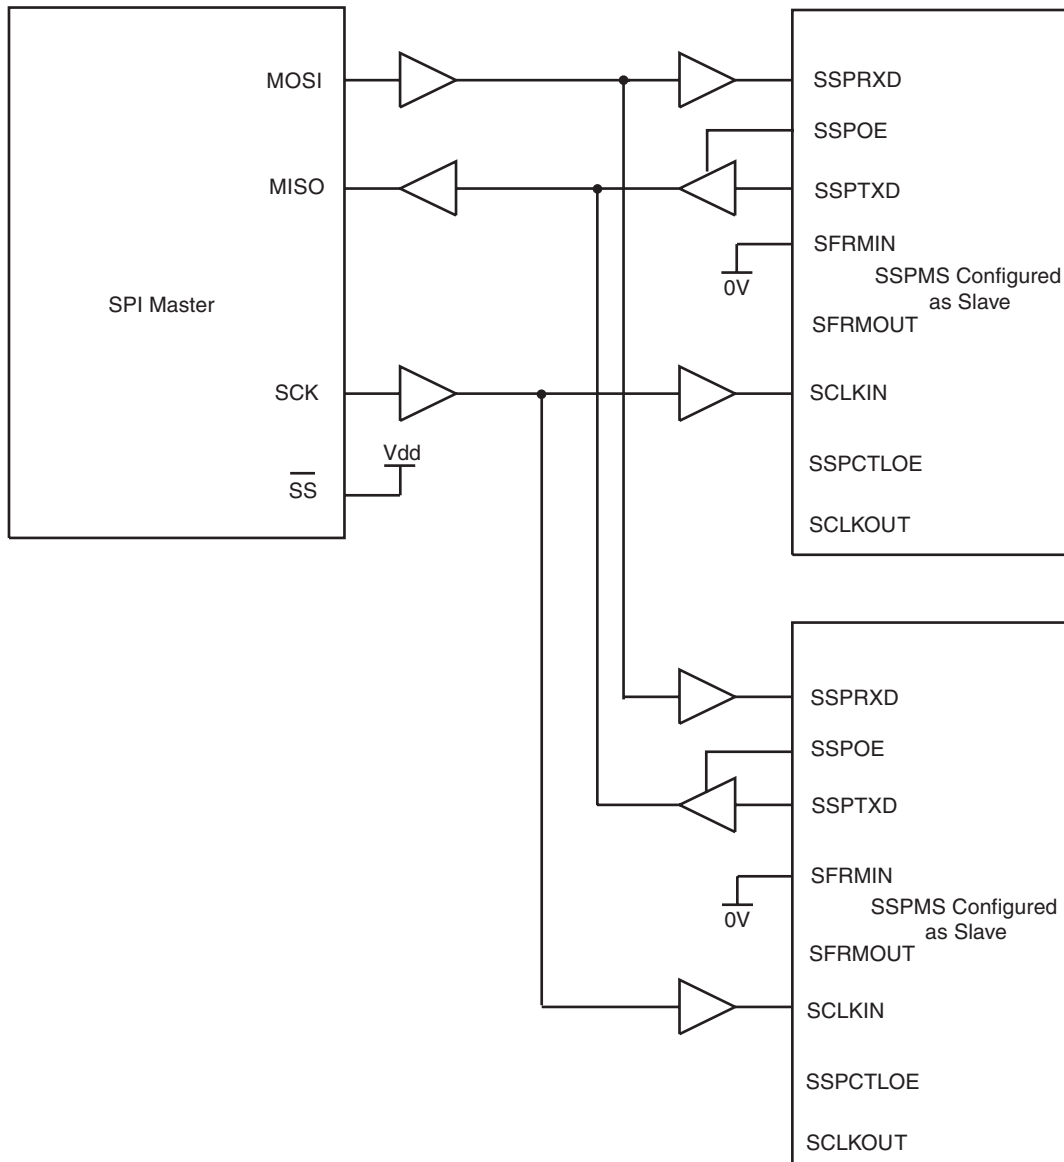 MOSI
MISO
SPI Master
SCK
Vdd
SS
SSPRXD
SSPOE
SSPTXD
SFRMIN
0V
SSPMS Configured
as Slave
SFRMOUT
SCLKIN
SSPCTLOE
SCLKOUT
SSPRXD
SSPOE
SSPTXD
SFRMIN
0V
SSPMS Configured
as Slave
SFRMOUT
SCLKIN
SSPCTLOE
SCLKOUT